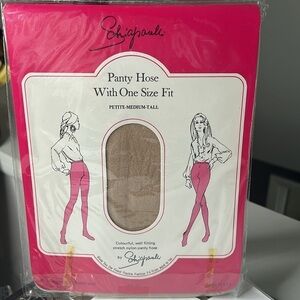 Schiaparelli
Panty Hose
With One Size Fit
PETITE-MEDIUM-TALL
Colourful, well fitting
stretch nylon panty hose
by Schiaparelli